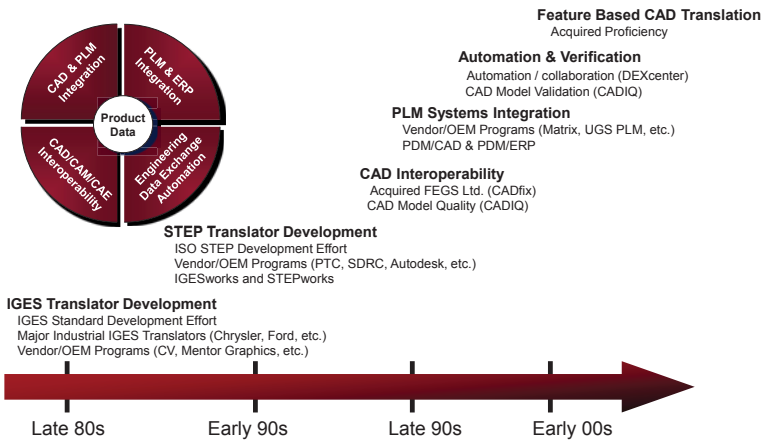 Feature Based CAD Translation
Acquired Proficiency
Automation & Verification
Automation / collaboration (DEXcenter)
CAD Model Validation (CADIQ)
PLM Systems Integration
Vendor/OEM Programs (Matrix, UGS PLM, etc.)
PDM/CAD & PDM/ERP
CAD Interoperability
Acquired FEGS Ltd. (CADfix)
CAD Model Quality (CADIQ)
CAD & PLM
Integration
PLM & ERP
Integration
Product
Data
CAD/CAM/CAE
Interoperability
Engineering
Data Exchange
Automation
STEP Translator Development
ISO STEP Development Effort
Vendor/OEM Programs (PTC, SDRC, Autodesk, etc.)
IGESworks and STEPworks
IGES Translator Development
IGES Standard Development Effort
Major Industrial IGES Translators (Chrysler, Ford, etc.)
Vendor/OEM Programs (CV, Mentor Graphics, etc.)
Late 80s
Early 90s
Late 90s
Early 00s